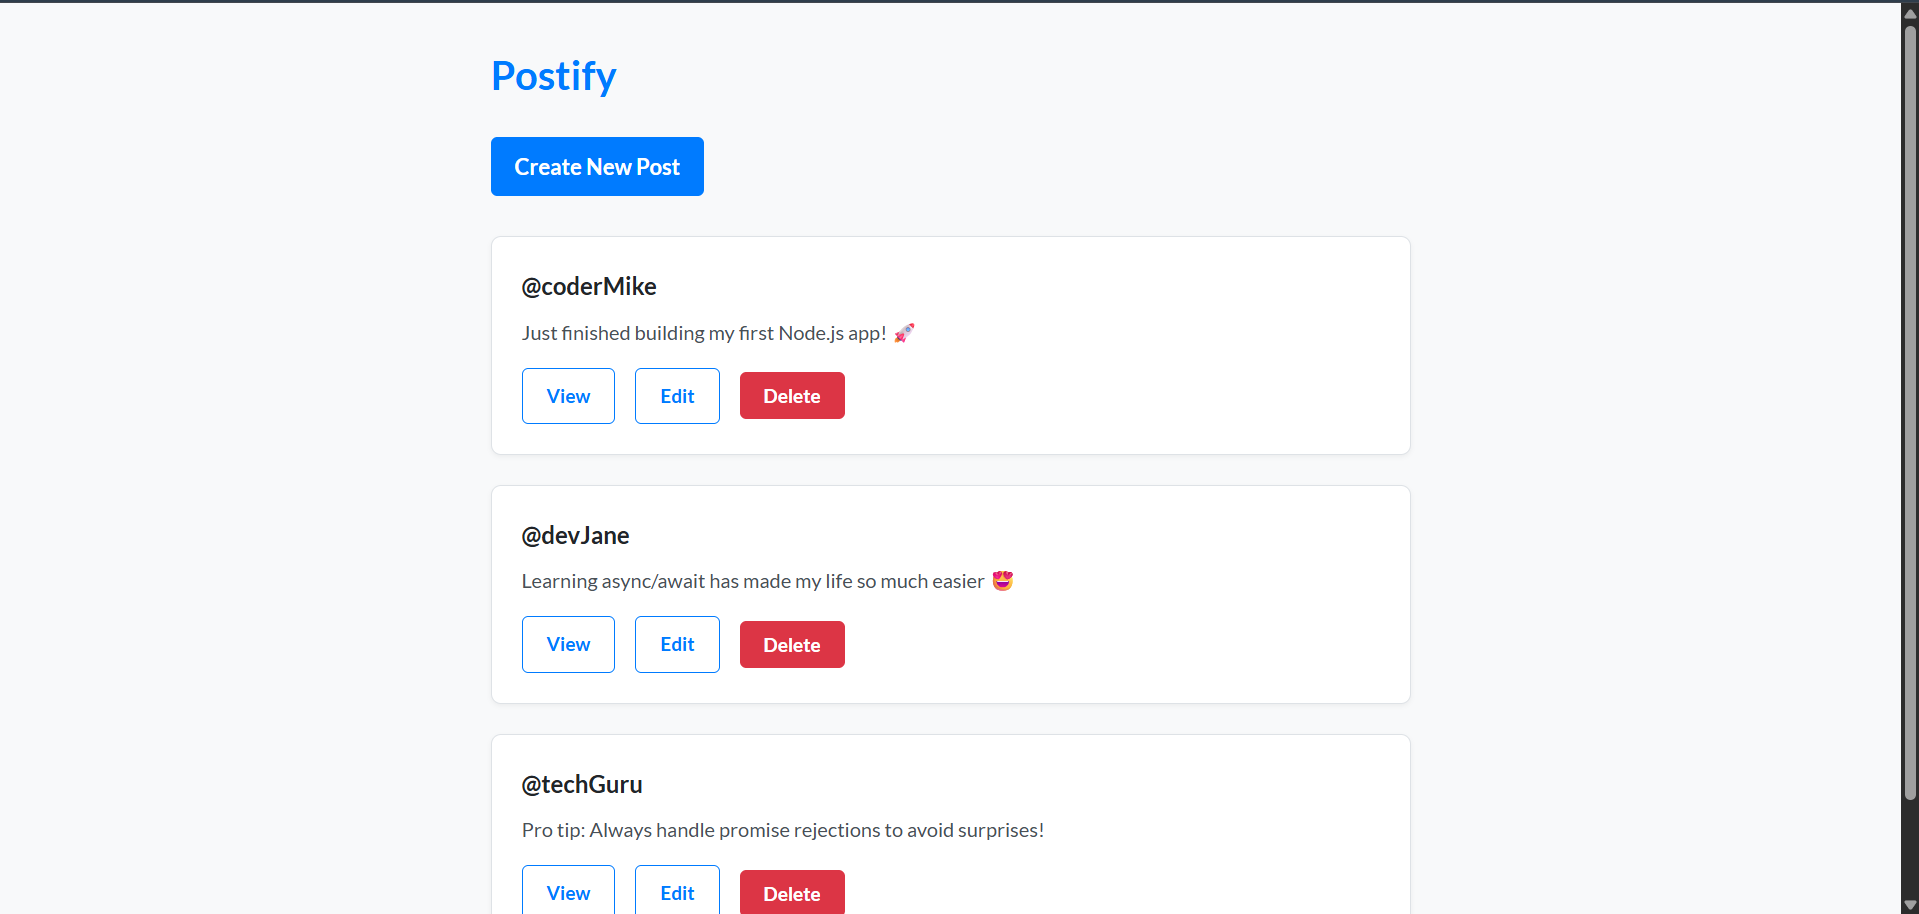 Postify
Create New Post
@coderMike
Just finished building my first Node.js app! 🚀
View Edit Delete
@devJane
Learning async/await has made my life so much easier 😍
View Edit Delete
@techGuru
Pro tip: Always handle promise rejections to avoid surprises!
View Edit Delete